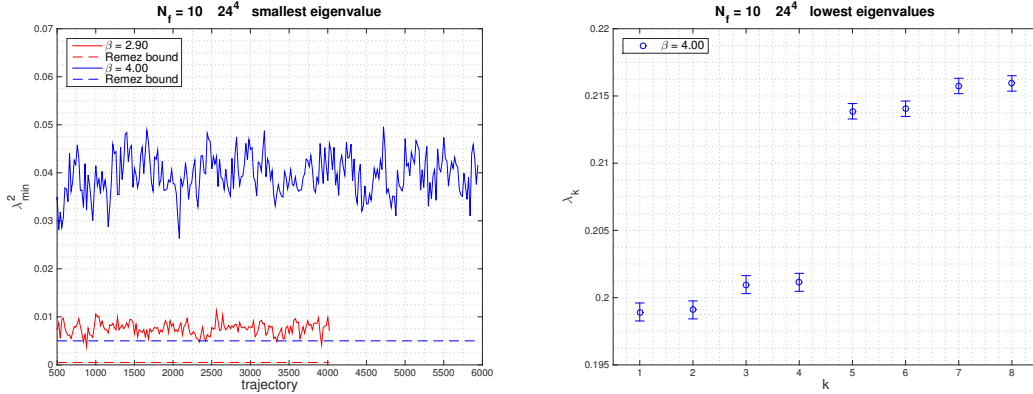 N_f = 10 24^4 smallest eigenvalue
0.07
0.06
0.05
0.04
0.03
0.02
0.01
0
λ²min
β = 2.90
Remez bound
β = 4.00
Remez bound
500 1000 1500 2000 2500 3000 3500 4000 4500 5000 5500 6000
trajectory
N_f = 10 24^4 lowest eigenvalues
0.22
0.215
0.21
0.205
0.2
0.195
λ_k
β = 4.00
1 2 3 4 5 6 7 8
k